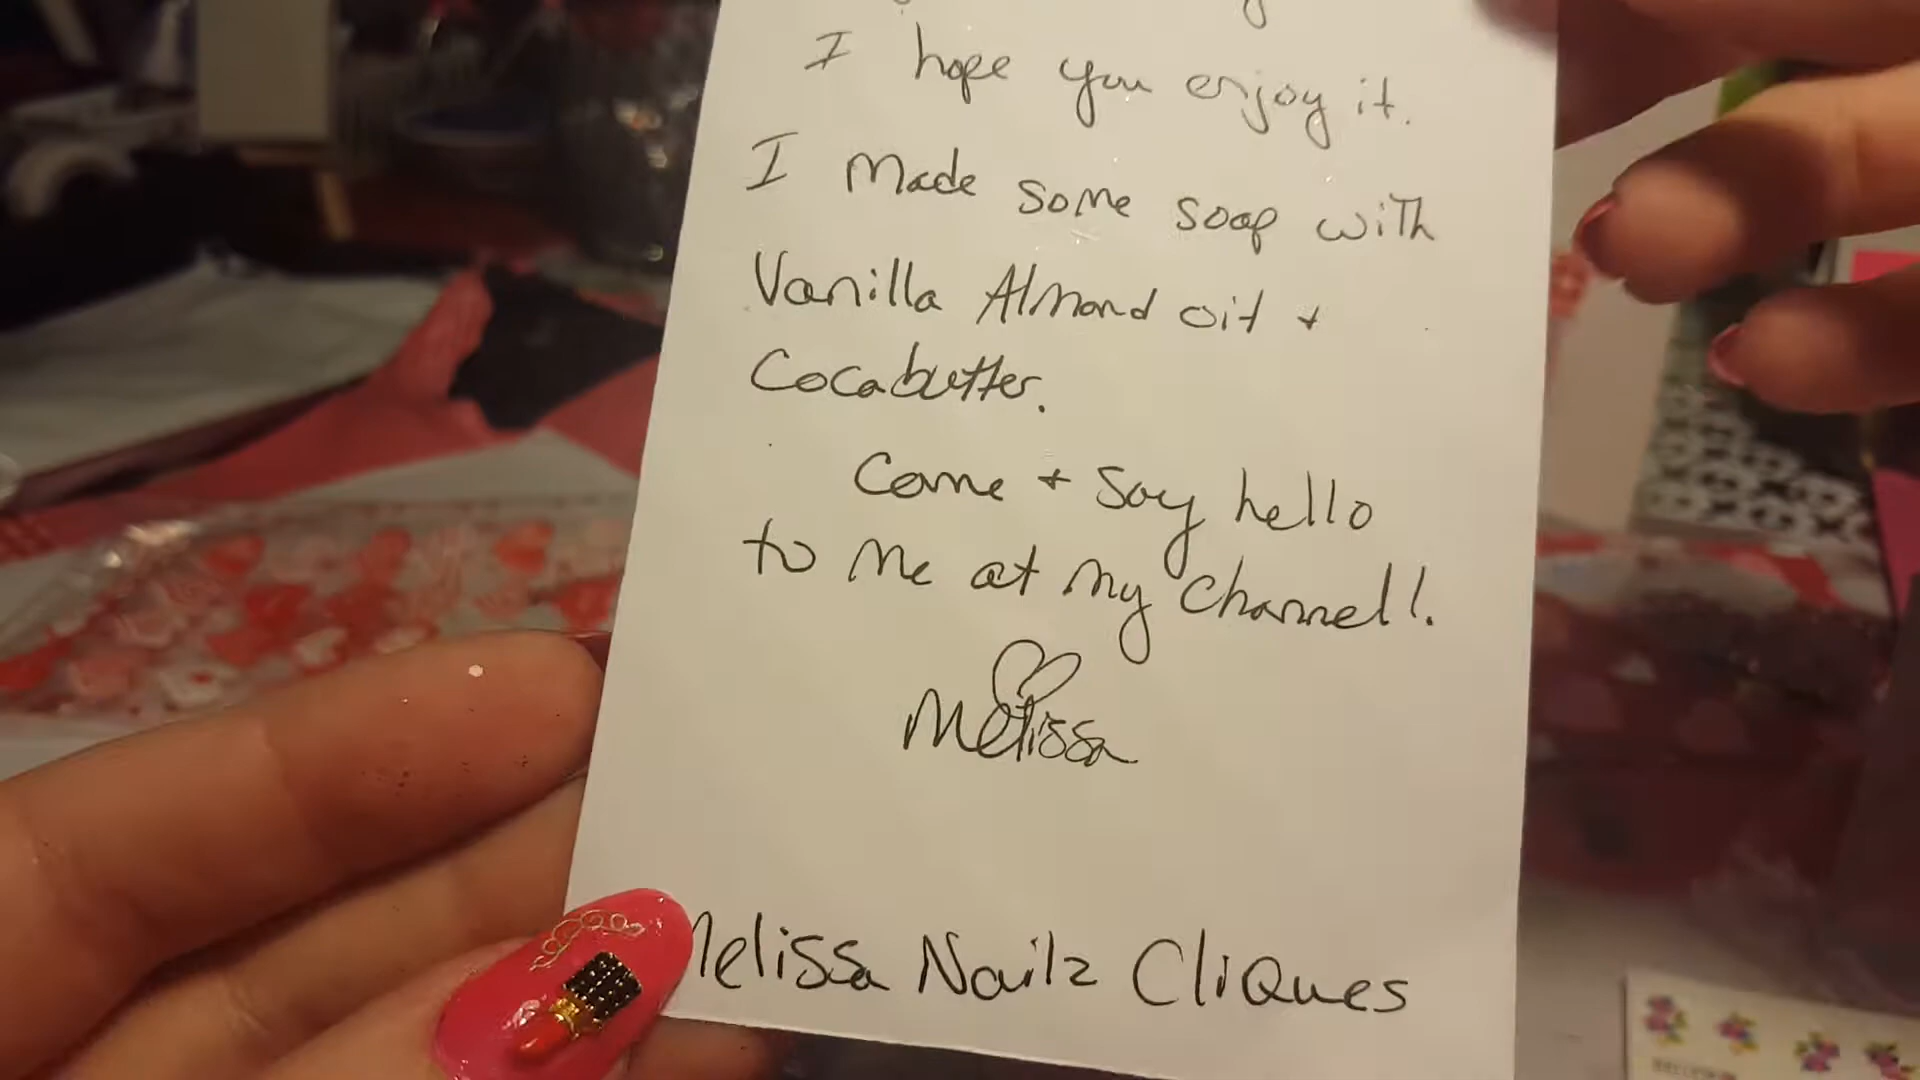 I hope you enjoy it.
I made some soap with
Vanilla Almond oil +
Cocabutter.
Come + Say hello
to me at my channel!.
Melissa
Melissa Nailz Cliques